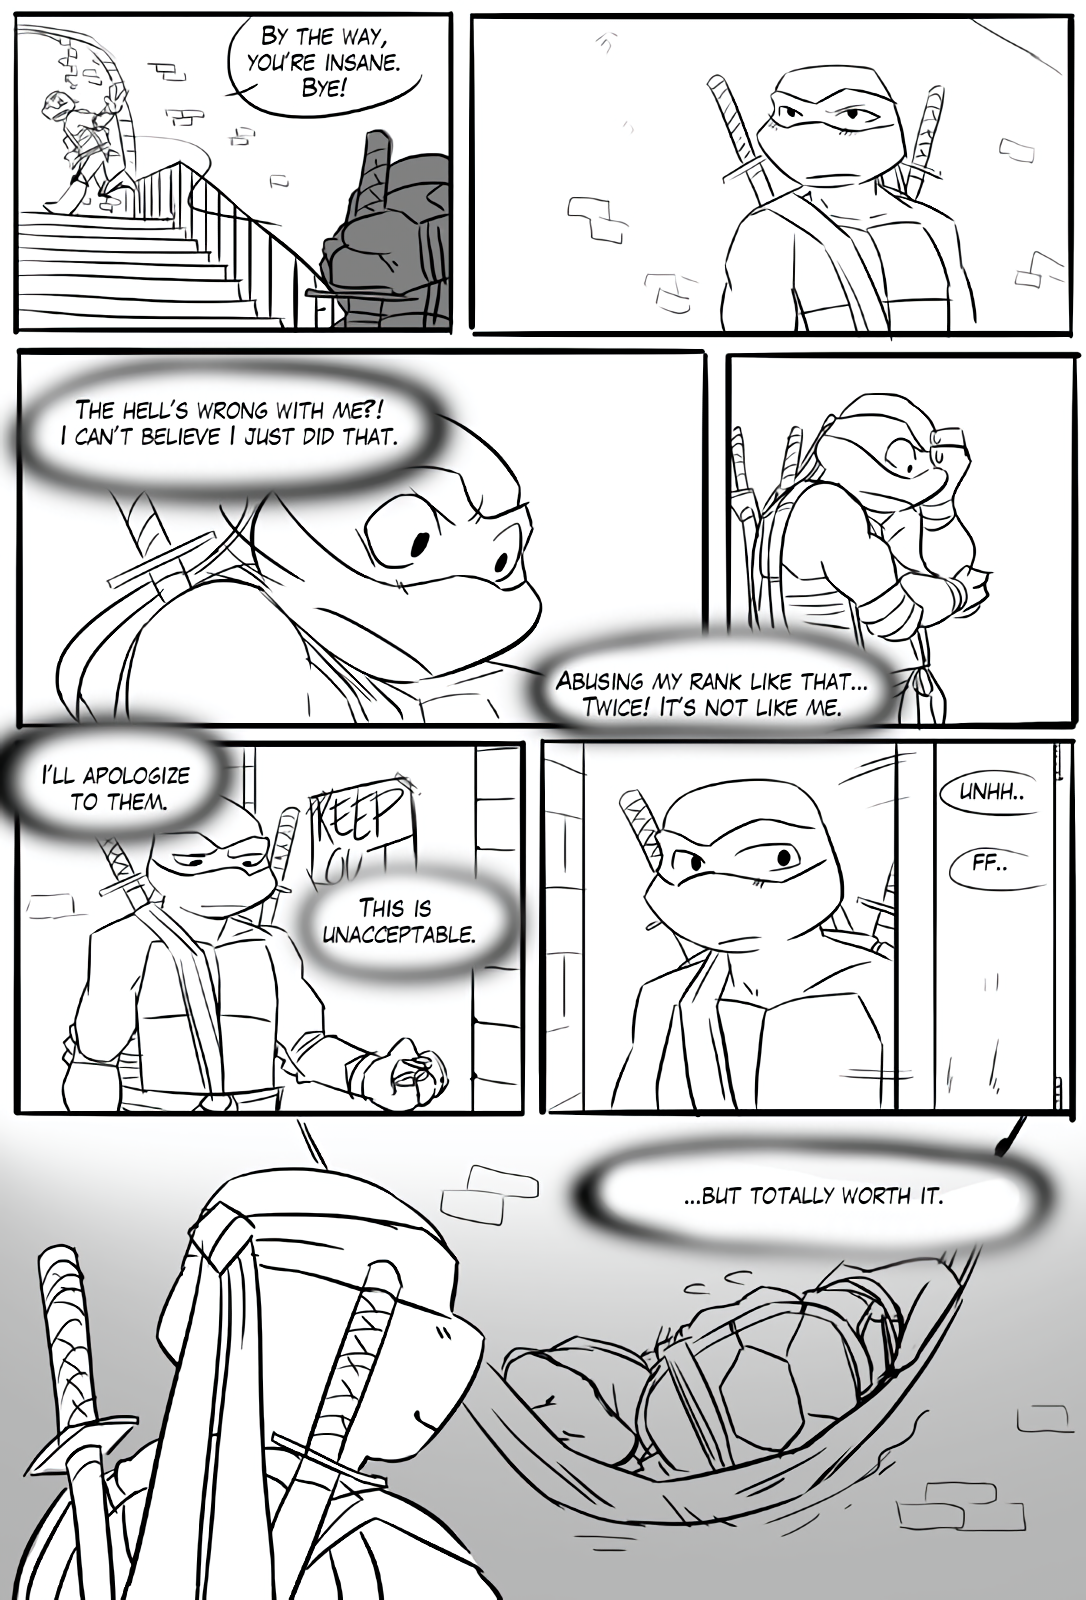 BY THE WAY,
YOU'RE INSANE.
BYE!
THE HELL'S WRONG WITH ME?!
I CAN'T BELIEVE I JUST DID THAT.
ABUSING MY RANK LIKE THAT...
TWICE! IT'S NOT LIKE ME.
I'LL APOLOGIZE
TO THEM.
KEEP
OU
THIS IS
UNACCEPTABLE.
UNHH..
FF..
...BUT TOTALLY WORTH IT.